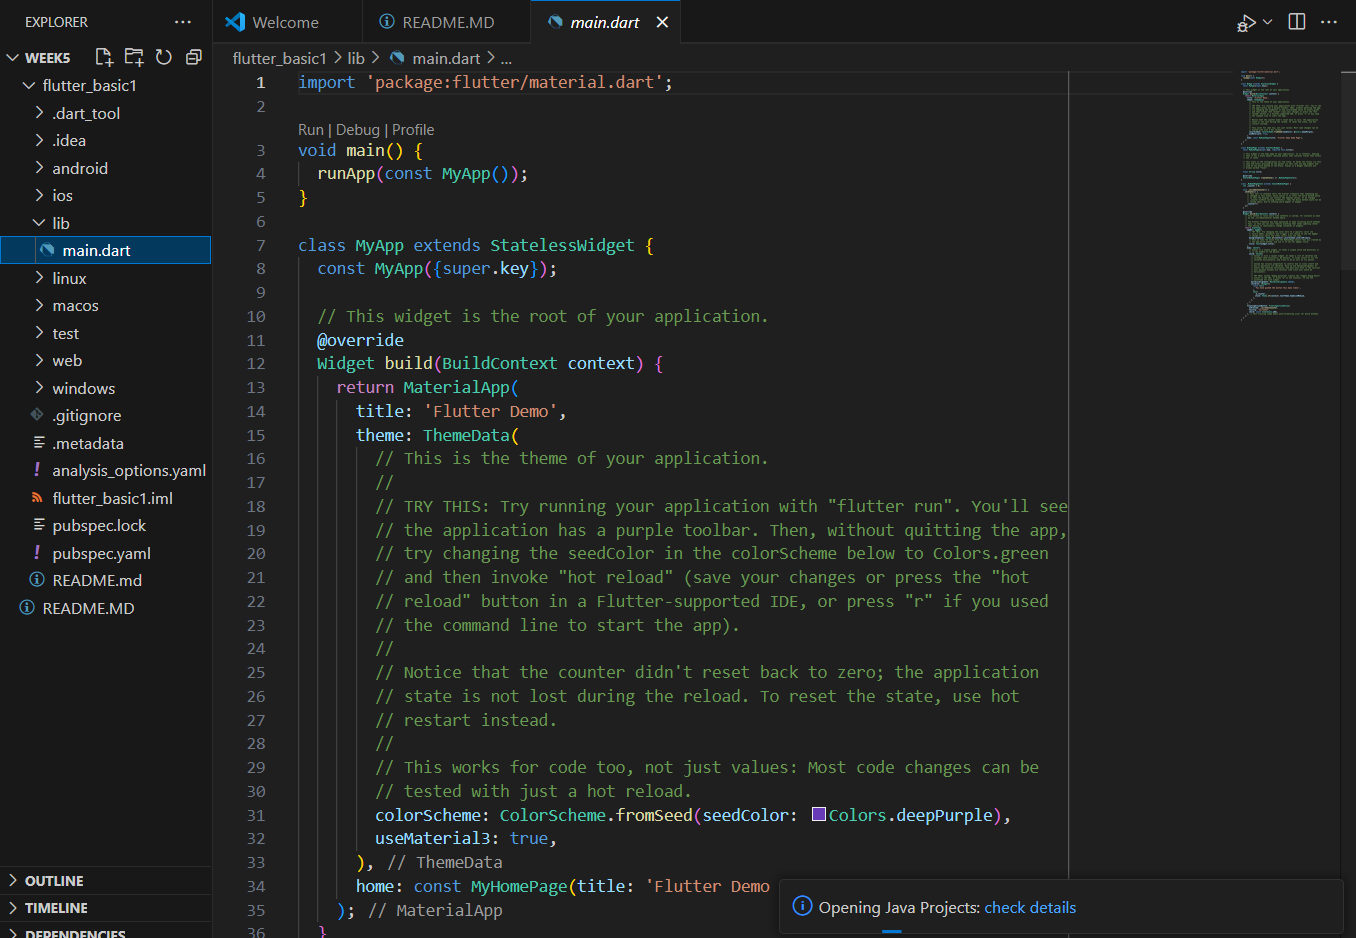 EXPLORER
Welcome
README.MD
main.dart
WEEK5
flutter_basic1
.dart_tool
.idea
android
ios
lib
main.dart
linux
macos
test
web
windows
.gitignore
.metadata
analysis_options.yaml
flutter_basic1.iml
pubspec.lock
pubspec.yaml
README.md
README.MD
OUTLINE
TIMELINE
DEPENDENCIES
flutter_basic1 > lib > main.dart > ...
1 import 'package:flutter/material.dart';
2
Run | Debug | Profile
3 void main() {
4 runApp(const MyApp());
5 }
6
7 class MyApp extends StatelessWidget {
8 const MyApp({super.key});
9
10 // This widget is the root of your application.
11 @override
12 Widget build(BuildContext context) {
13 return MaterialApp(
14 title: 'Flutter Demo',
15 theme: ThemeData(
16 // This is the theme of your application.
17 //
18 // TRY THIS: Try running your application with "flutter run". You'll see
19 // the application has a purple toolbar. Then, without quitting the app,
20 // try changing the seedColor in the colorScheme below to Colors.green
21 // and then invoke "hot reload" (save your changes or press the "hot
22 // reload" button in a Flutter-supported IDE, or press "r" if you used
23 // the command line to start the app).
24 //
25 // Notice that the counter didn't reset back to zero; the application
26 // state is not lost during the reload. To reset the state, use hot
27 // restart instead.
28 //
29 // This works for code too, not just values: Most code changes can be
30 // tested with just a hot reload.
31 colorScheme: ColorScheme.fromSeed(seedColor: Colors.deepPurple),
32 useMaterial3: true,
33 ), // ThemeData
34 home: const MyHomePage(title: 'Flutter Demo
35 ); // MaterialApp
36 }
Opening Java Projects: check details